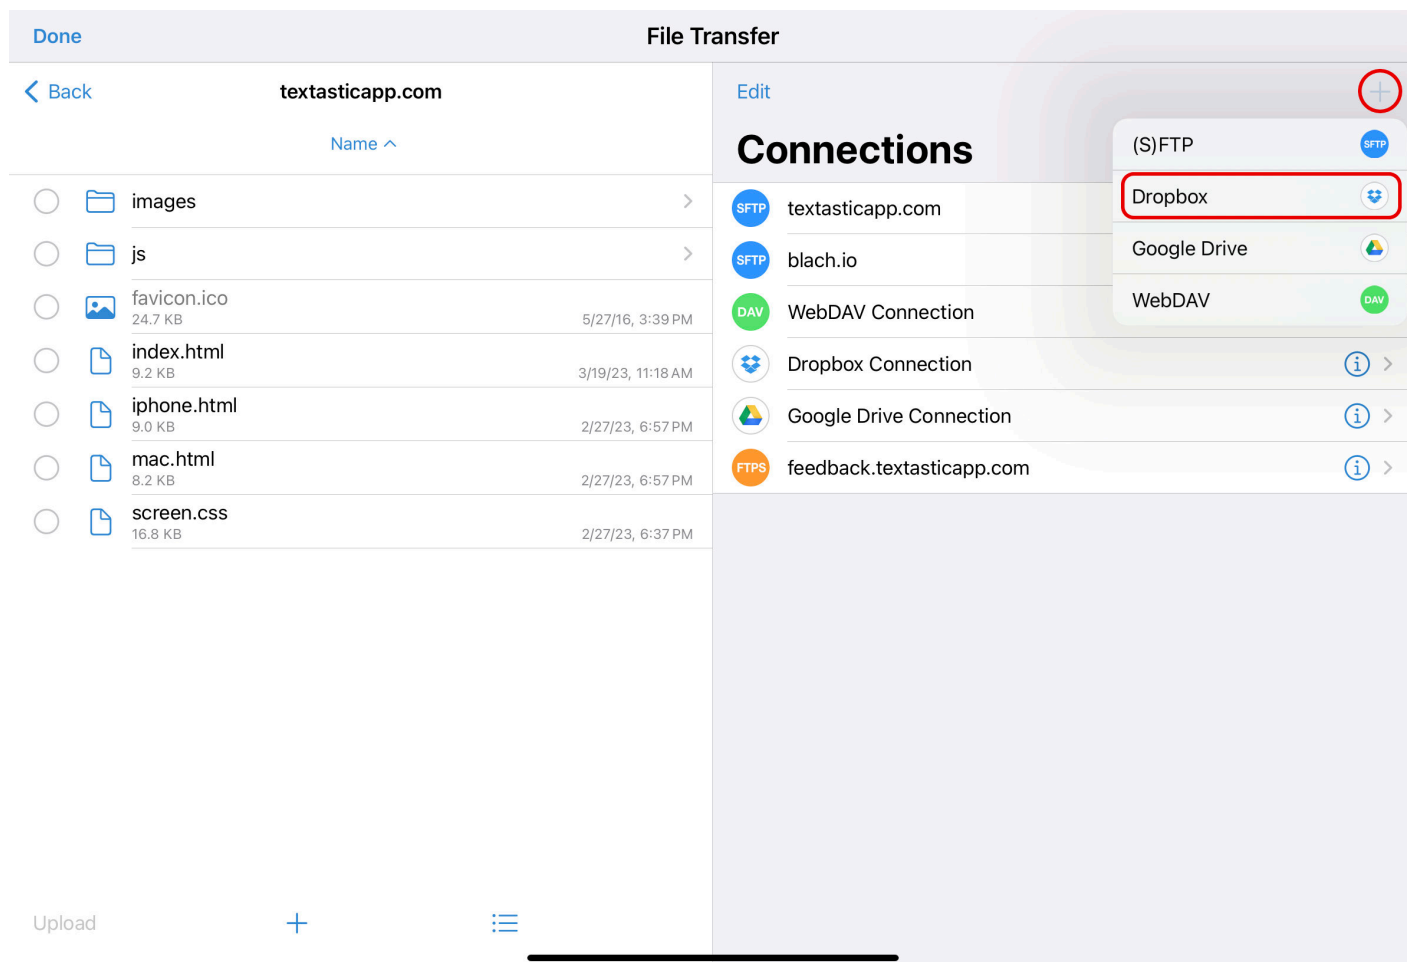 Done
File Transfer
Back
textasticapp.com
Name
images
js
favicon.ico
24.7 KB
5/27/16, 3:39 PM
index.html
9.2 KB
3/19/23, 11:18 AM
iphone.html
9.0 KB
2/27/23, 6:57 PM
mac.html
8.2 KB
2/27/23, 6:57 PM
screen.css
16.8 KB
2/27/23, 6:37 PM
Upload
Edit
Connections
SFTP textasticapp.com
SFTP blach.io
DAV WebDAV Connection
Dropbox Connection
Google Drive Connection
FTPS feedback.textasticapp.com
(S)FTP SFTP
Dropbox
Google Drive
WebDAV DAV